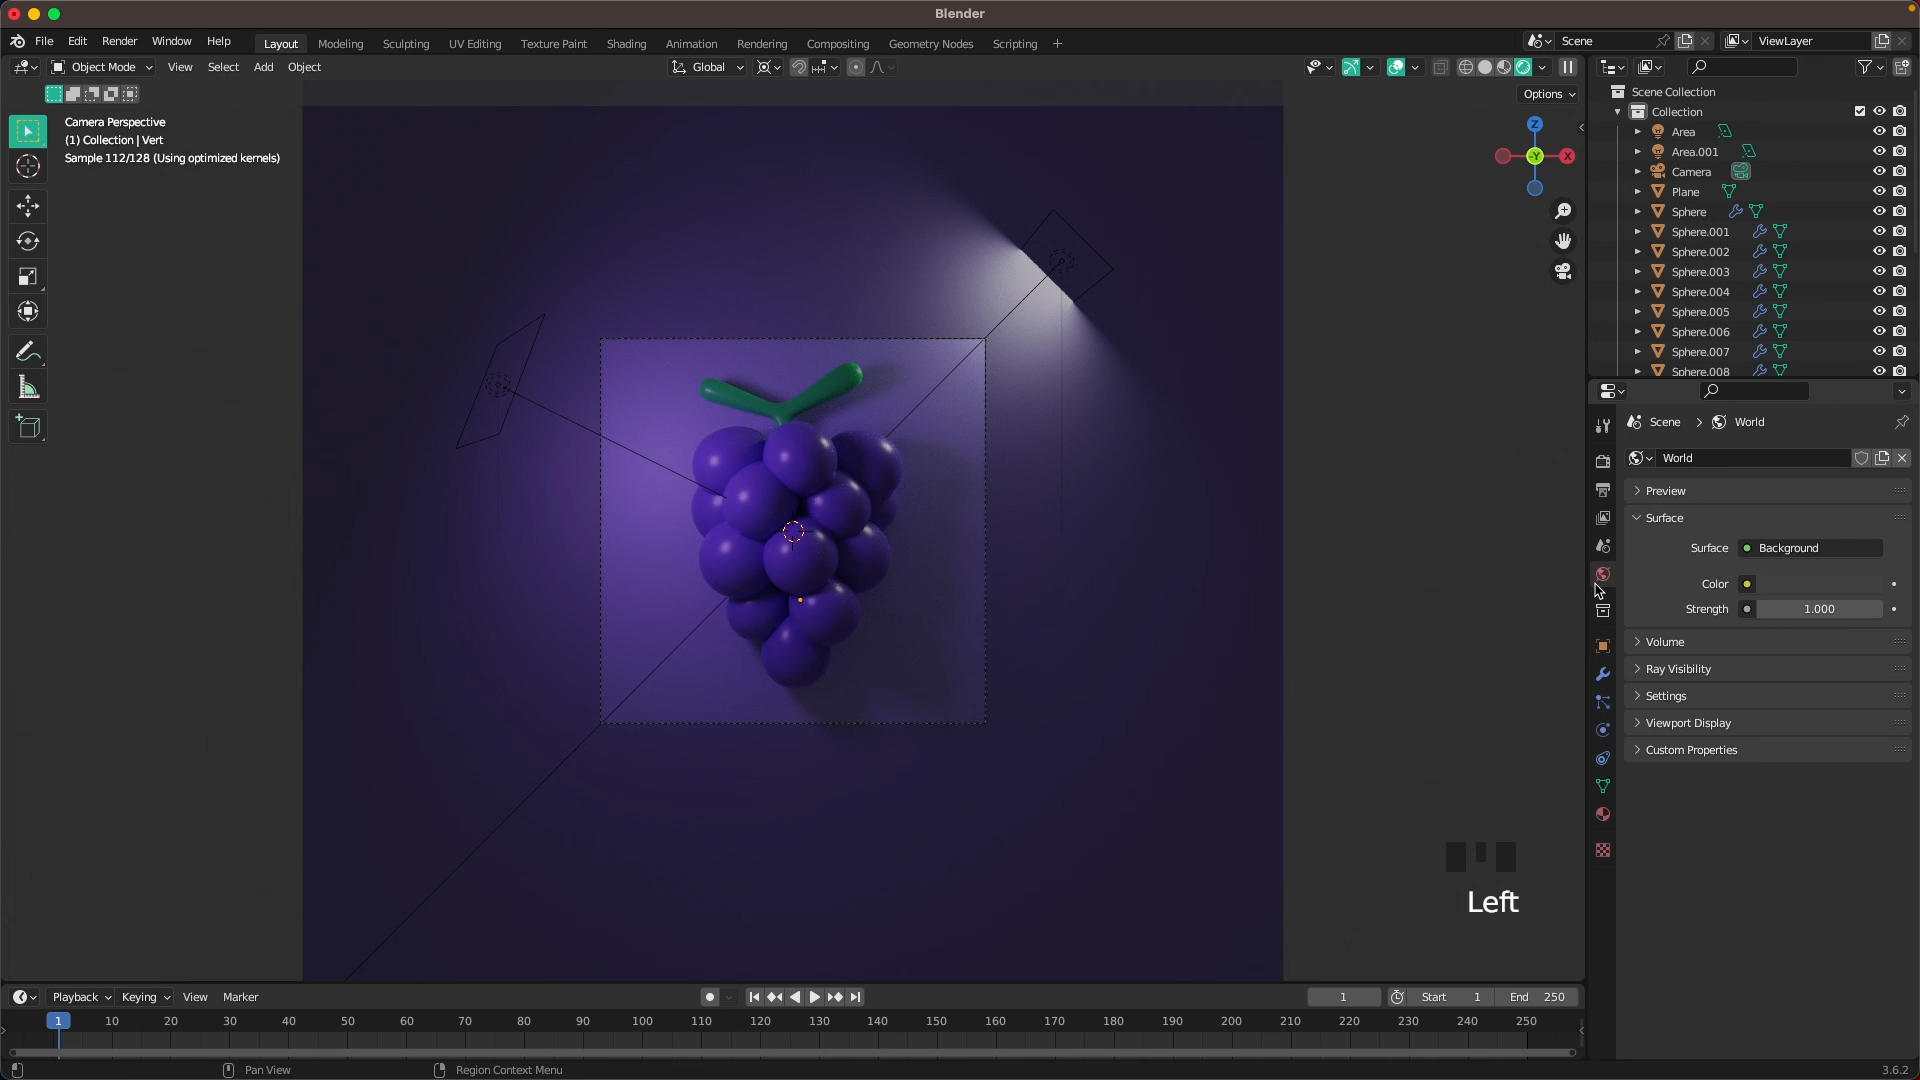 Blender
File Edit Render Window Help Layout Modeling Sculpting UV Editing Texture Paint Shading Animation Rendering Compositing Geometry Nodes Scripting + Scene ViewLayer
Object Mode View Select Add Object Global
Options
Camera Perspective
(1) Collection | Vert
Sample 112/128 (Using optimized kernels)
Z
-Y X
Scene Collection
Collection
Area
Area.001
Camera
Plane
Sphere
Sphere.001
Sphere.002
Sphere.003
Sphere.004
Sphere.005
Sphere.006
Sphere.007
Sphere.008
Scene > World
World
Preview
Surface
Surface Background
Color
Strength 1.000
Volume
Ray Visibility
Settings
Viewport Display
Custom Properties
Left
Playback Keying View Marker 1 Start 1 End 250
1 10 20 30 40 50 60 70 80 90 100 110 120 130 140 150 160 170 180 190 200 210 220 230 240 250
Pan View Region Context Menu 3.6.2